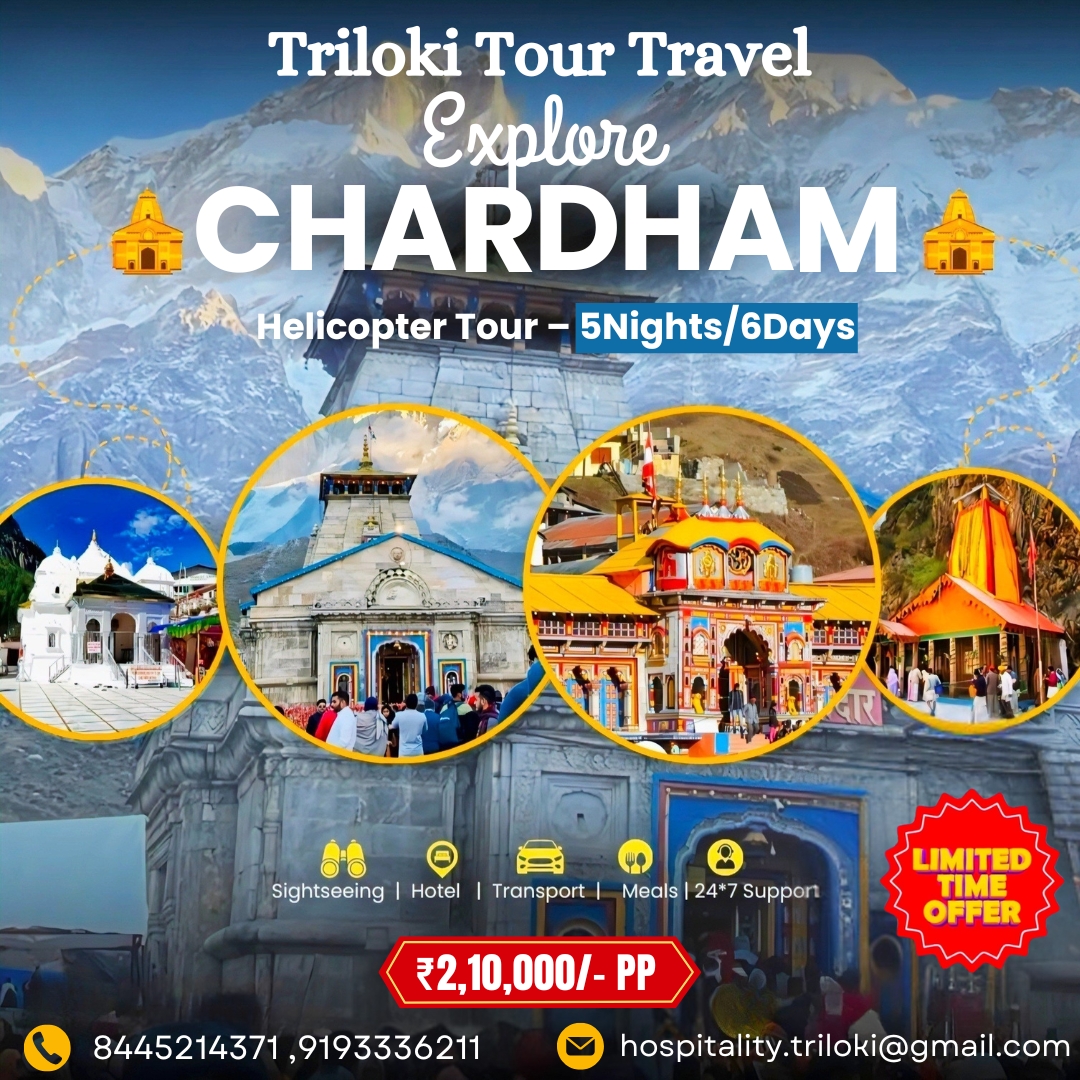 Triloki Tour Travel
Explore
CHARDHAM
Helicopter Tour – 5Nights/6Days
दार
Sightseeing | Hotel | Transport | Meals | 24*7 Support
LIMITED
TIME
OFFER
₹2,10,000/- PP
8445214371 ,9193336211
hospitality.triloki@gmail.com